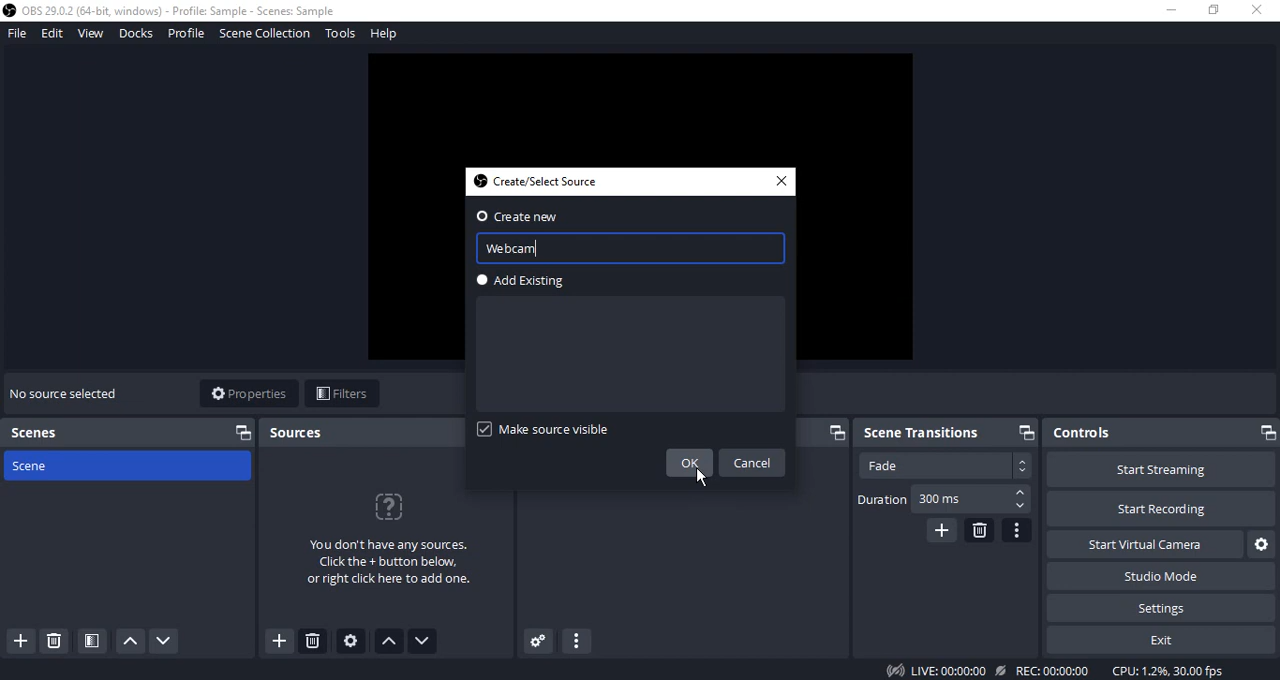 OBS 29.0.2 (64-bit, windows) - Profile: Sample - Scenes: Sample
File Edit View Docks Profile Scene Collection Tools Help
Create/Select Source
Create new
Webcam
Add Existing
Make source visible
OK Cancel
No source selected Properties Filters
Scenes
Scene
Sources
You don't have any sources.
Click the + button below,
or right click here to add one.
Scene Transitions
Fade
Duration 300 ms
Controls
Start Streaming
Start Recording
Start Virtual Camera
Studio Mode
Settings
Exit
LIVE: 00:00:00 REC: 00:00:00 CPU: 1.2%, 30.00 fps